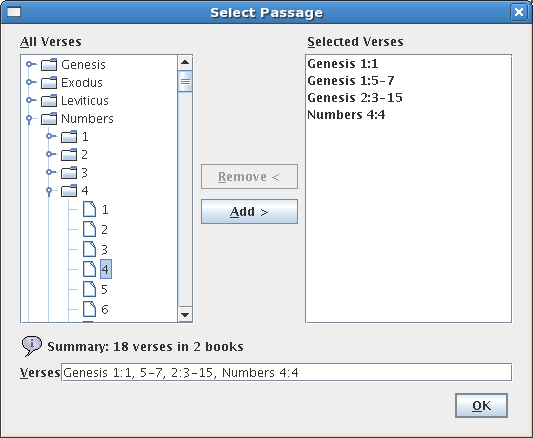 Select Passage
All Verses
Genesis
Exodus
Leviticus
Numbers
1
2
3
4
1
2
3
4
5
6
Remove <
Add >
Selected Verses
Genesis 1:1
Genesis 1:5-7
Genesis 2:3-15
Numbers 4:4
Summary: 18 verses in 2 books
Verses Genesis 1:1, 5-7, 2:3-15, Numbers 4:4
OK